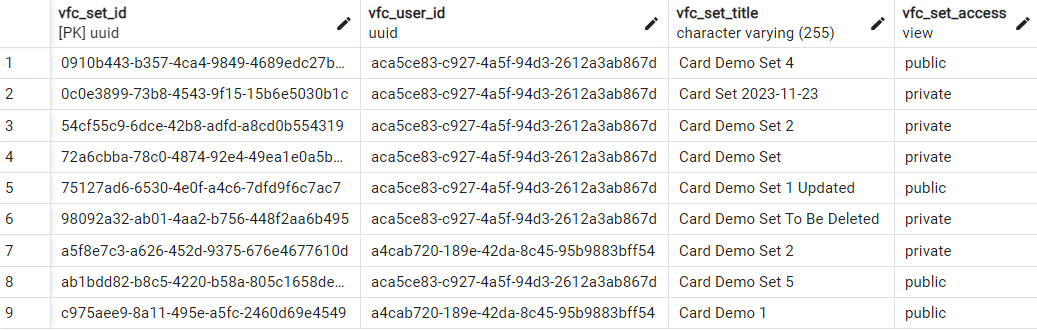 vfc_set_id vfc_user_id vfc_set_title vfc_set_access
[PK] uuid uuid character varying (255) view
1 0910b443-b357-4ca4-9849-4689edc27b... aca5ce83-c927-4a5f-94d3-2612a3ab867d Card Demo Set 4 public
2 0c0e3899-73b8-4543-9f15-15b6e5030b1c aca5ce83-c927-4a5f-94d3-2612a3ab867d Card Set 2023-11-23 private
3 54cf55c9-6dce-42b8-adfd-a8cd0b554319 aca5ce83-c927-4a5f-94d3-2612a3ab867d Card Demo Set 2 private
4 72a6cbba-78c0-4874-92e4-49ea1e0a5b... aca5ce83-c927-4a5f-94d3-2612a3ab867d Card Demo Set private
5 75127ad6-6530-4e0f-a4c6-7dfd9f6c7ac7 aca5ce83-c927-4a5f-94d3-2612a3ab867d Card Demo Set 1 Updated public
6 98092a32-ab01-4aa2-b756-448f2aa6b495 aca5ce83-c927-4a5f-94d3-2612a3ab867d Card Demo Set To Be Deleted private
7 a5f8e7c3-a626-452d-9375-676e4677610d a4cab720-189e-42da-8c45-95b9883bff54 Card Demo Set 2 private
8 ab1bdd82-b8c5-4220-b58a-805c1658de... aca5ce83-c927-4a5f-94d3-2612a3ab867d Card Demo Set 5 public
9 c975aee9-8a11-495e-a5fc-2460d69e4549 a4cab720-189e-42da-8c45-95b9883bff54 Card Demo 1 public